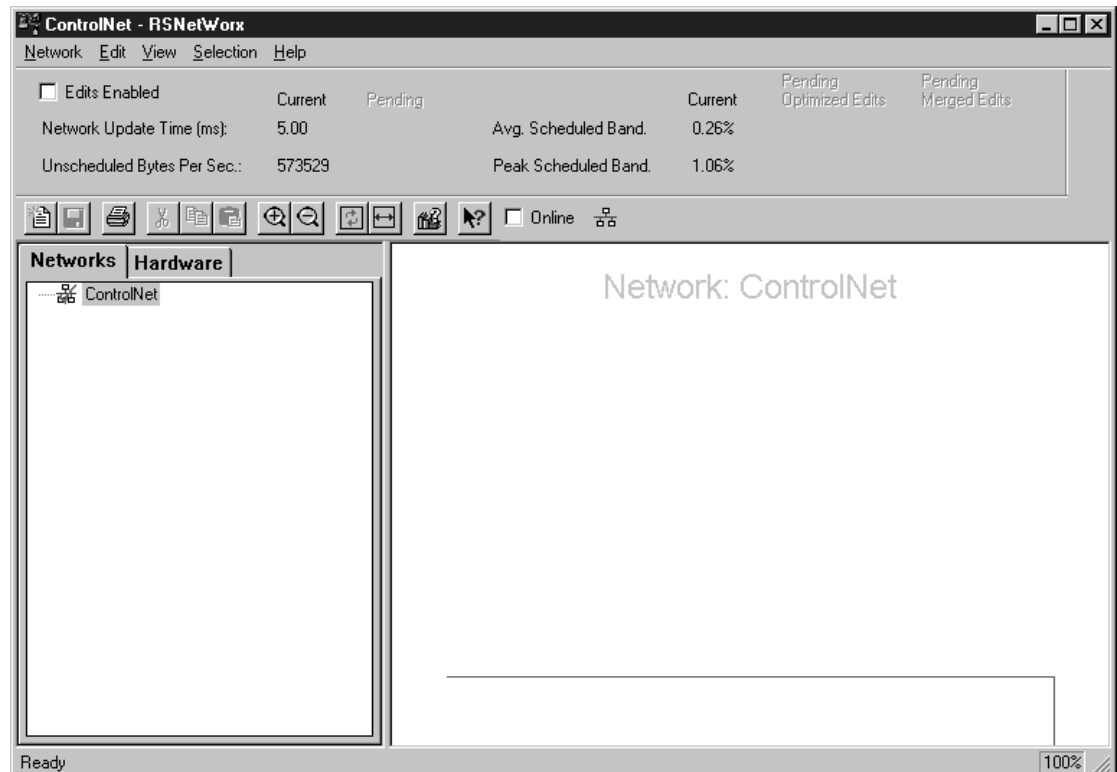 ControlNet - RSNetWorx
Network Edit View Selection Help
Edits Enabled Current Pending Current Pending Optimized Edits Pending Merged Edits
Network Update Time (ms): 5.00 Avg. Scheduled Band. 0.26%
Unscheduled Bytes Per Sec.: 573529 Peak Scheduled Band. 1.06%
Online
Networks Hardware
ControlNet
Network: ControlNet
Ready 100%